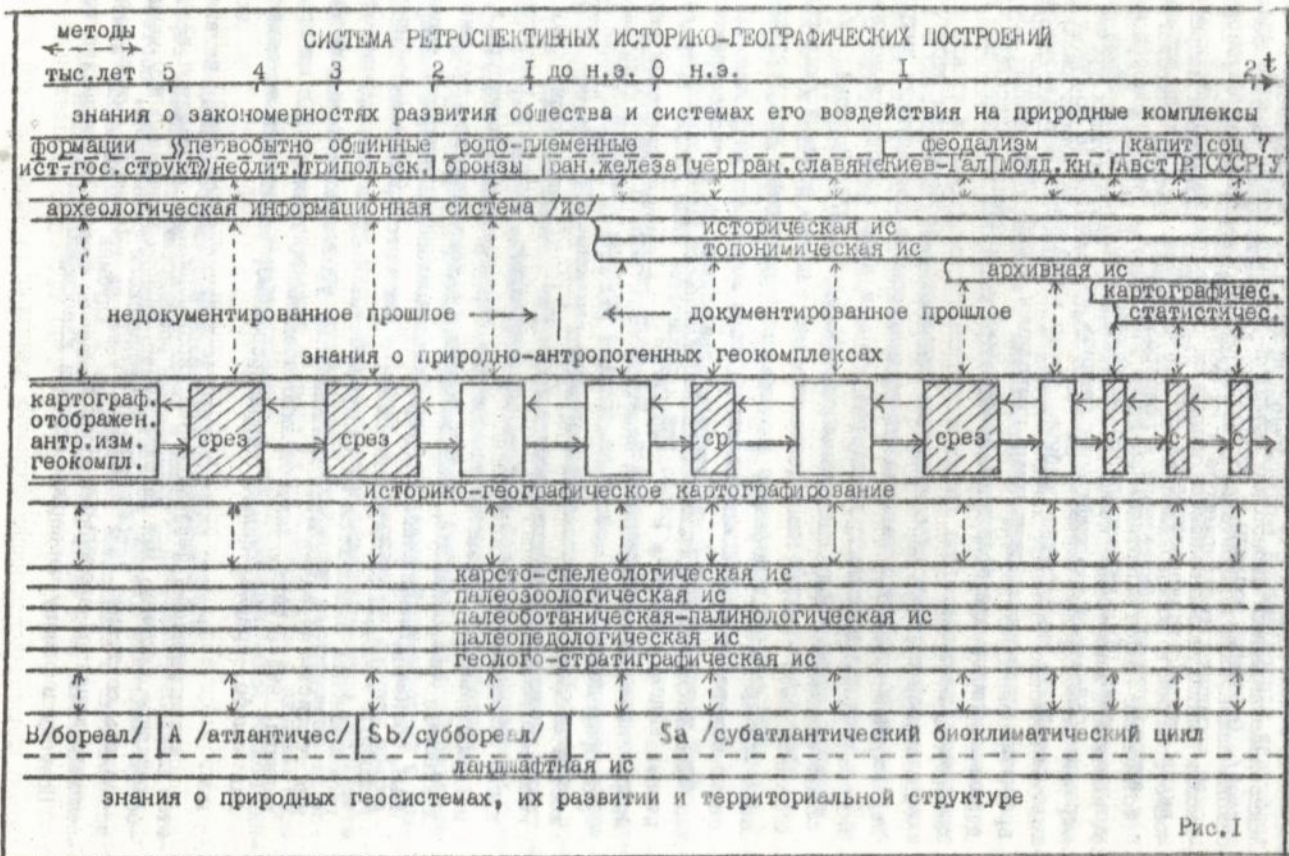 методы
СИСТЕМА РЕТРОСПЕКТИВНЫХ ИСТОРИКО-ГЕОГРАФИЧЕСКИХ ПОСТРОЕНИЙ
тыс.лет 5 4 3 2 I до н.э. 0 н.э. I 2 t
знания о закономерностях развития общества и системах его воздействия на природные комплексы
формации первобытно общинные родо-племенные феодализм капит соц ?
ист-гос.структ неолит. трипольск. бронзы ран.железа чер ран.славяне Киев-Гал Молд.кн. Авст Р СССР У
археологическая информационная система /ис/
историческая ис
топонимическая ис
архивная ис
картографичес.
статистичес.
недокументированное прошлое документированное прошлое
знания о природно-антропогенных геокомплексах
картограф.
отображен.
антр.изм.
геокомпл.
срез срез ср срез с с с
историко-географическое картографирование
карсто-спелеологическая ис
палеозоологическая ис
палеоботаническая-палинологическая ис
палеопедологическая ис
геолого-стратиграфическая ис
B/бореал/ A /атлантичес/ Sb/суббореал/ Sa /субатлантический биоклиматический цикл
ландшафтная ис
знания о природных геосистемах, их развитии и территориальной структуре
Рис.I